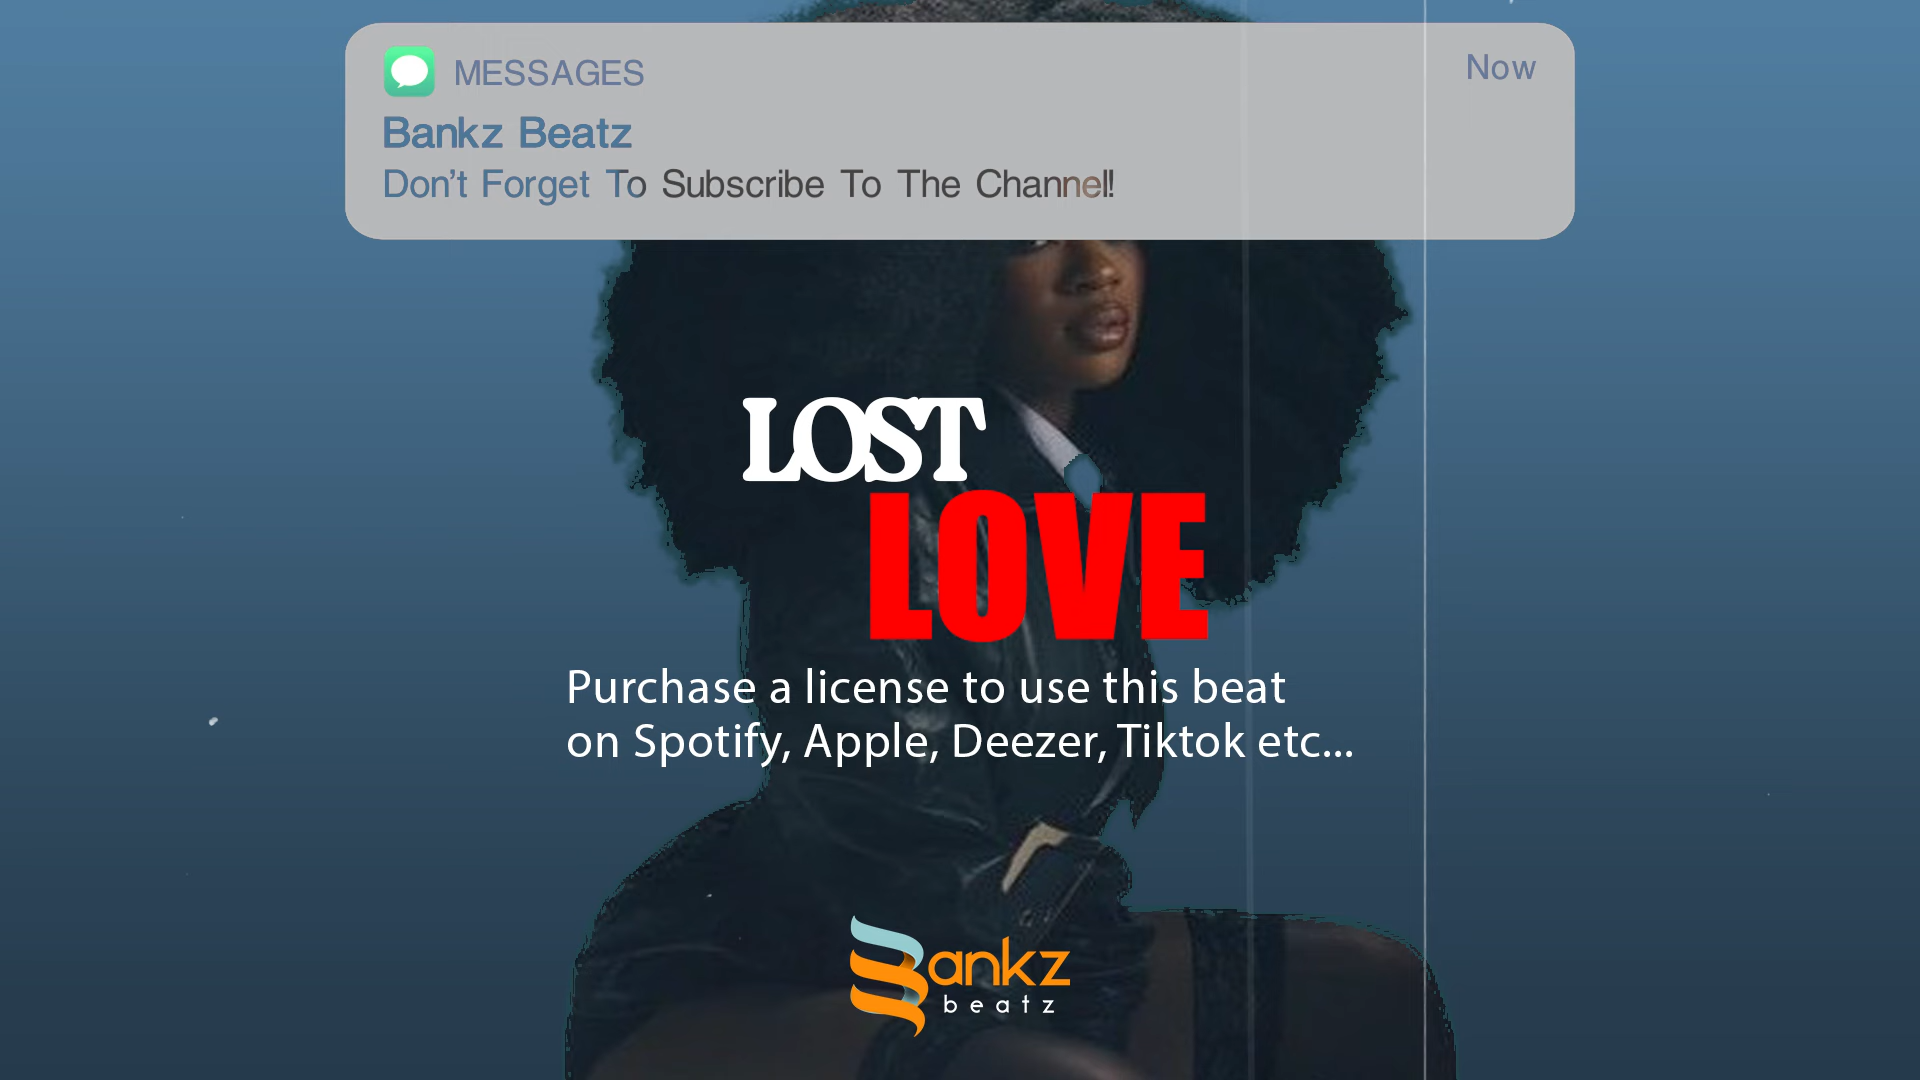 MESSAGES
Now
Bankz Beatz
Don't Forget To Subscribe To The Channel!
LOST
LOVE
Purchase a license to use this beat
on Spotify, Apple, Deezer, Tiktok etc...
Bankz
beatz